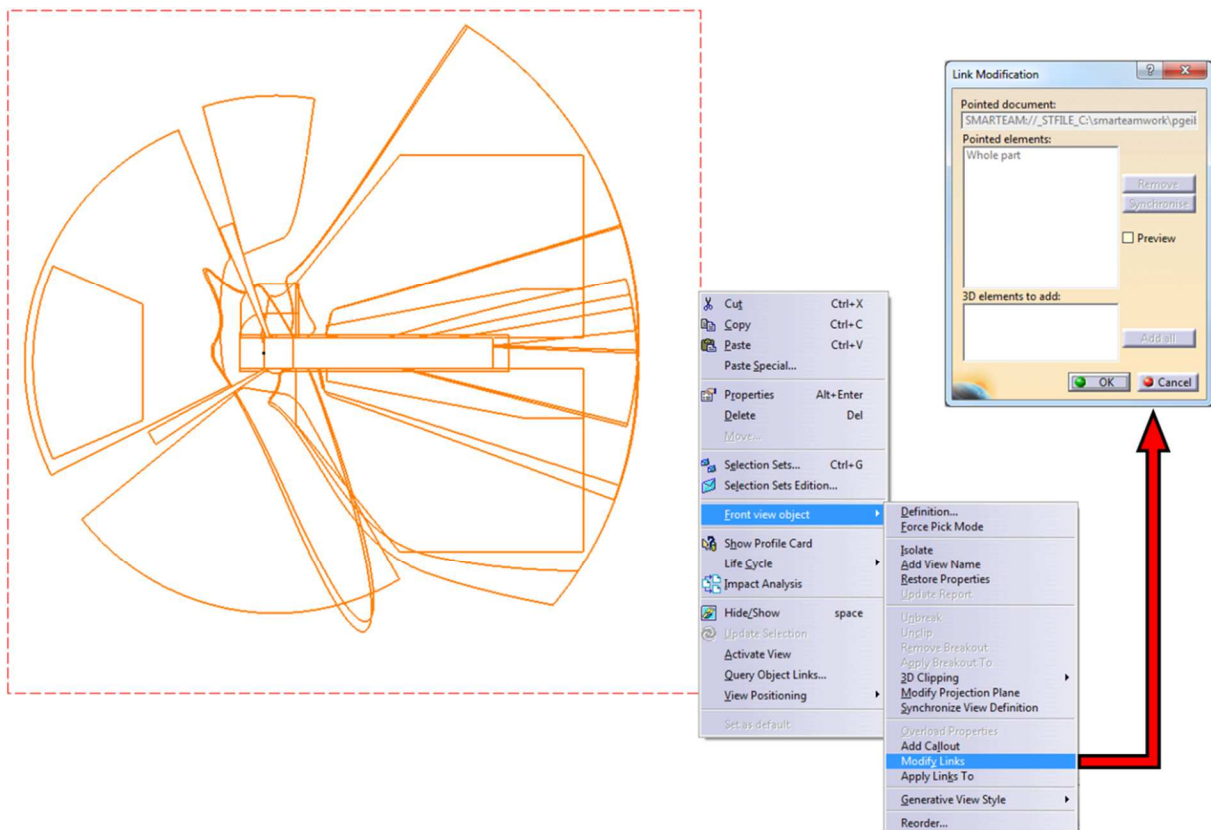 Link Modification
Pointed document:
SMARTEAM://_STFILE_C:\smarteamwork\pgeil
Pointed elements:
Whole part
Remove
Synchronise
Preview
3D elements to add:
Add all
OK Cancel
Cut Ctrl+X
Copy Ctrl+C
Paste Ctrl+V
Paste Special...
Properties Alt+Enter
Delete Del
Move...
Selection Sets... Ctrl+G
Selection Sets Edition...
Front view object
Show Profile Card
Life Cycle
Impact Analysis
Hide/Show space
Update Selection
Activate View
Query Object Links...
View Positioning
Set as default
Definition...
Force Pick Mode
Isolate
Add View Name
Restore Properties
Update Report
Unbreak
Unclip
Remove Breakout
Apply Breakout To
3D Clipping
Modify Projection Plane
Synchronize View Definition
Overload Properties
Add Callout
Modify Links
Apply Links To
Generative View Style
Reorder...